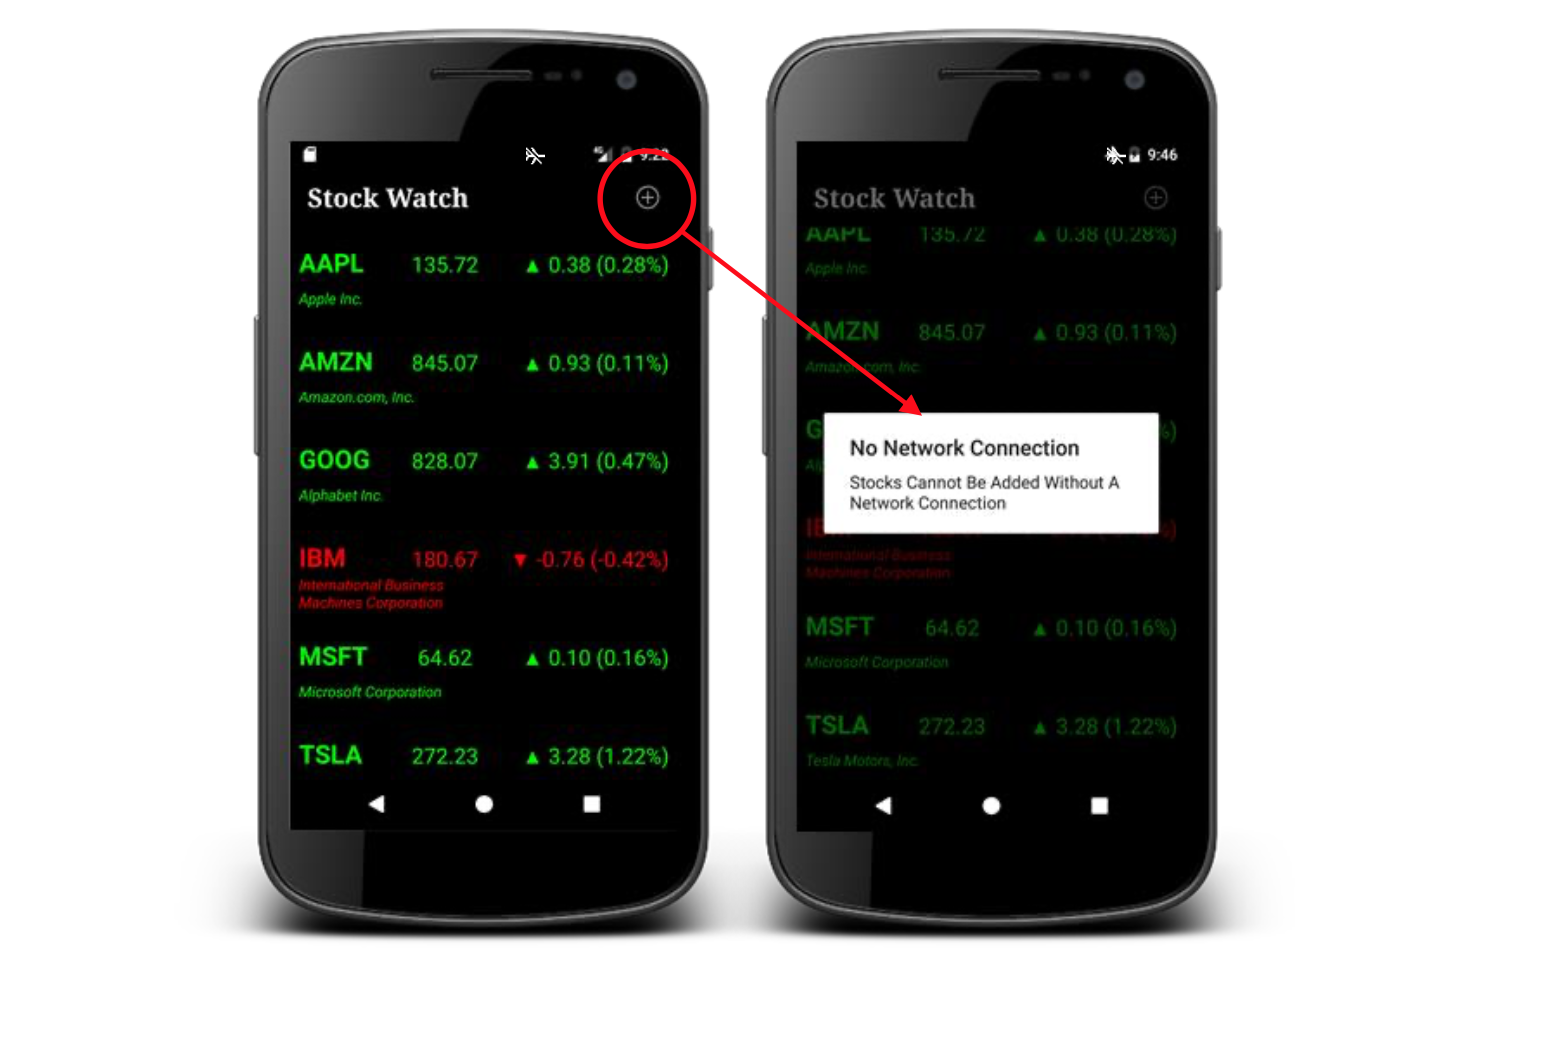 4G 9:22
Stock Watch
AAPL 135.72 ▲ 0.38 (0.28%)
Apple Inc.
AMZN 845.07 ▲ 0.93 (0.11%)
Amazon.com, Inc.
GOOG 828.07 ▲ 3.91 (0.47%)
Alphabet Inc.
IBM 180.67 ▼ -0.76 (-0.42%)
International Business
Machines Corporation
MSFT 64.62 ▲ 0.10 (0.16%)
Microsoft Corporation
TSLA 272.23 ▲ 3.28 (1.22%)
9:46
Stock Watch
AAPL 135.72 ▲ 0.38 (0.28%)
Apple Inc.
AMZN 845.07 ▲ 0.93 (0.11%)
Amazon.com, Inc.
No Network Connection
Stocks Cannot Be Added Without A
Network Connection
International Business
Machines Corporation
MSFT 64.62 ▲ 0.10 (0.16%)
Microsoft Corporation
TSLA 272.23 ▲ 3.28 (1.22%)
Tesla Motors, Inc.